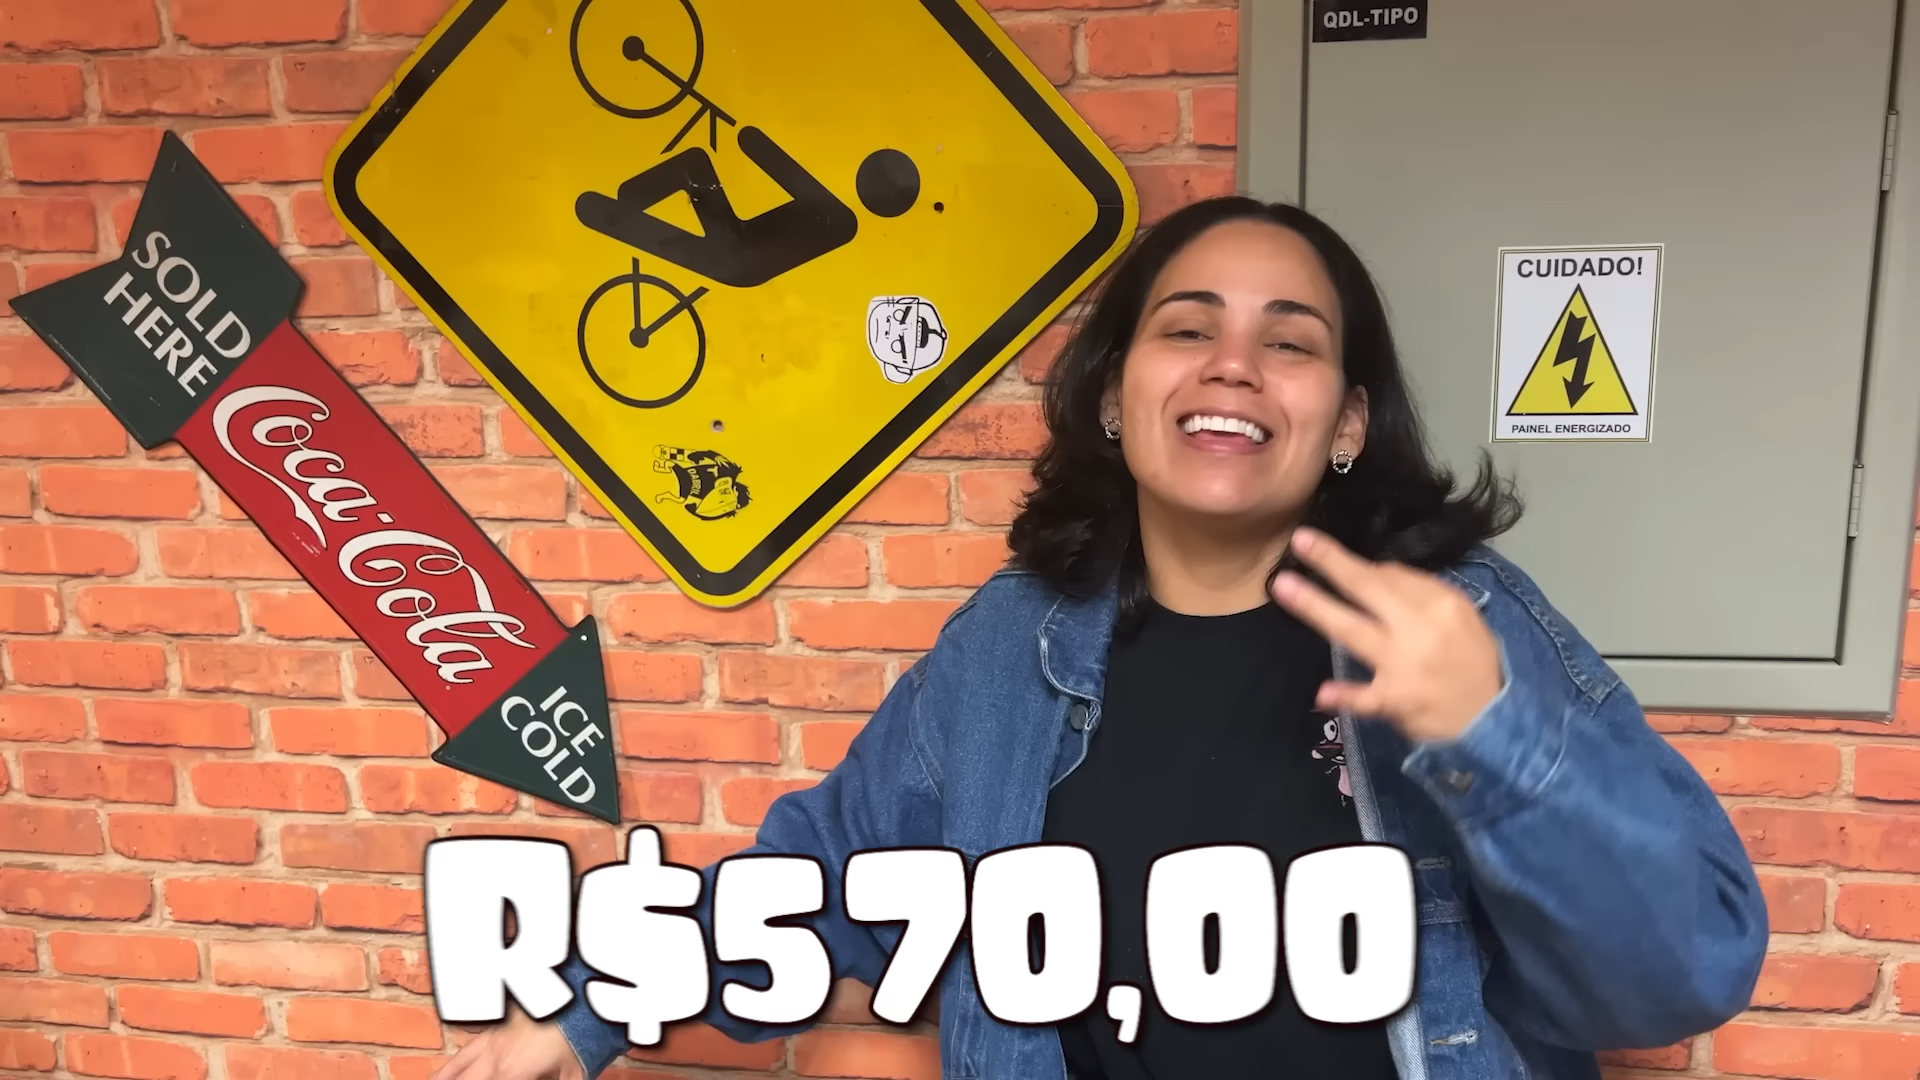 QDL-TIPO
SOLD
HERE
Coca-Cola
ICE
COLD
CUIDADO!
PAINEL ENERGIZADO
R$570,00